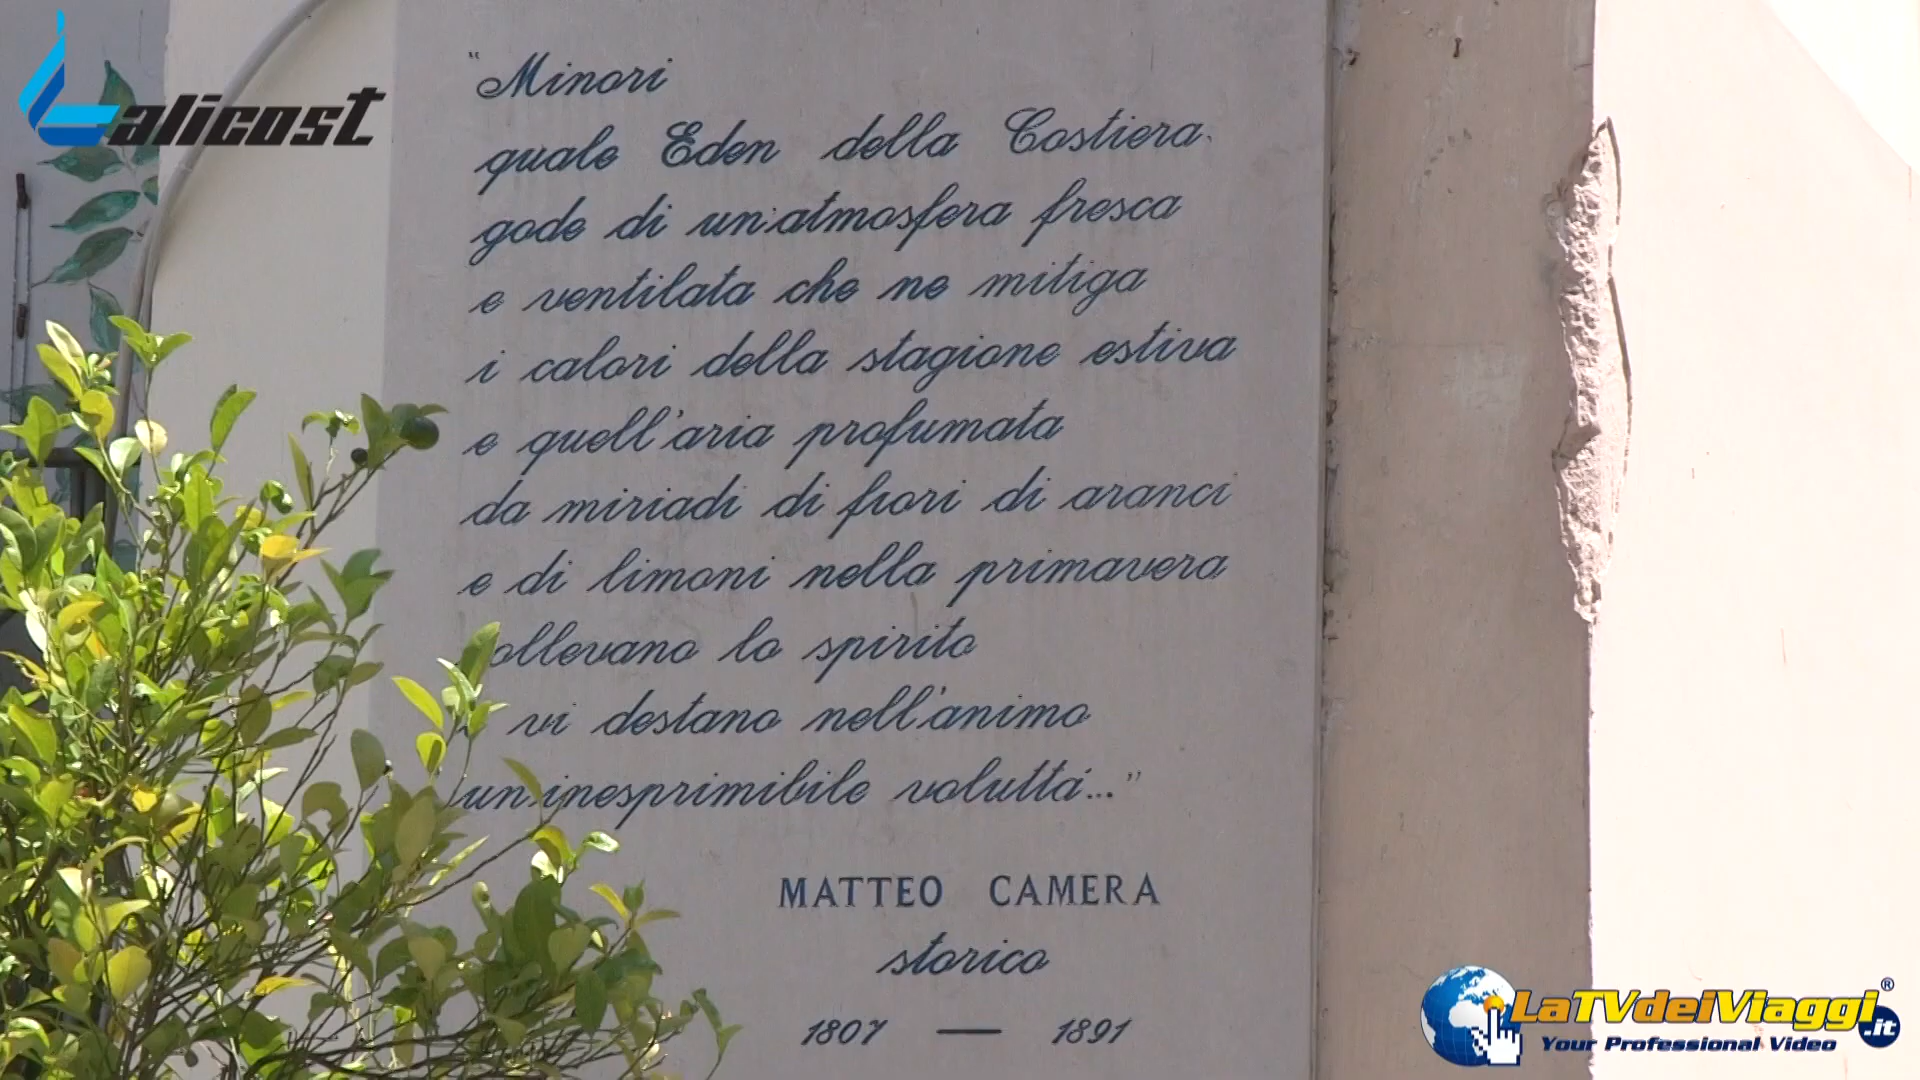 alicost
"Minori
quale Eden della Costiera
gode di un'atmosfera fresca
e ventilata che ne mitiga
i calori della stagione estiva
e quell'aria profumata
da miriadi di fiori di aranci
e di limoni nella primavera
ollevano lo spirito
vi destano nell'animo
un'inesprimibile voluttá..."
MATTEO CAMERA
storico
1807 — 1891
LaTVdeiViaggi®.it
Your Professional Video